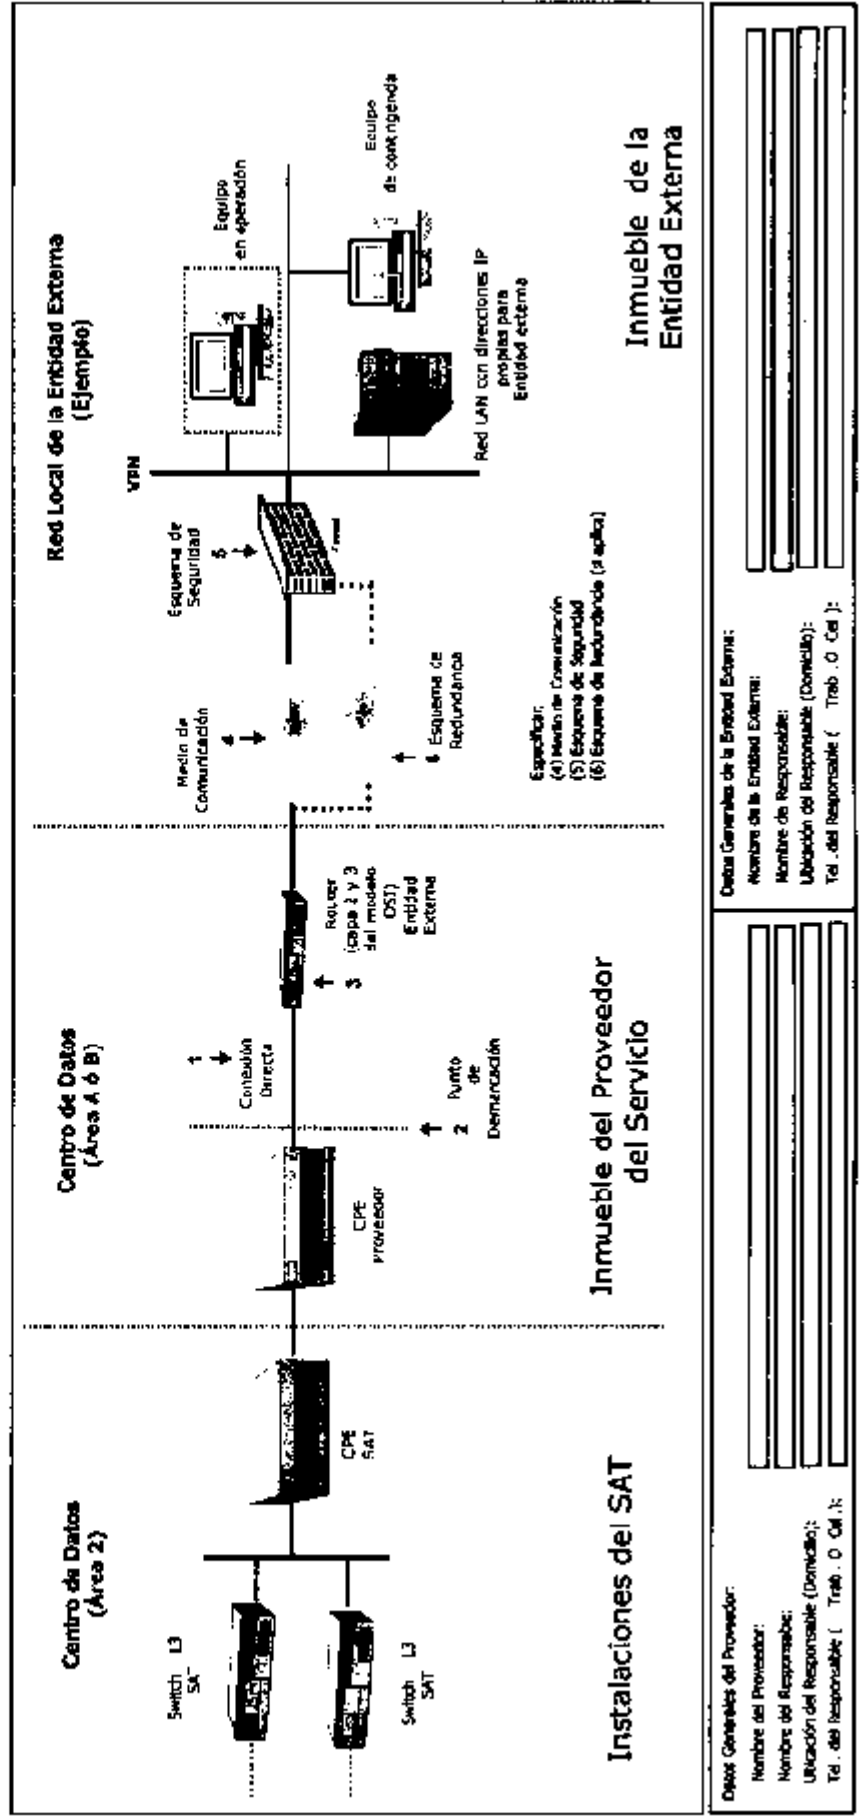 Centro de Datos
(Área 2)
Switch L3
SAT
Switch L3
SAT
CPE
SAT
Instalaciones del SAT
Centro de Datos
(Área A ó B)
CPE
Proveedor
1
Conexión
Directa
2
Punto
de
Demarcación
3
Router
(capa 2 y 3
del modelo
OSI)
Entidad
Externa
Inmueble del Proveedor
del Servicio
Red Local de la Entidad Externa
(Ejemplo)
4
Medio de
Comunicación
6 Esquema de
Redundancia
Esquema de
Seguridad
5
VPN
Equipo
en operación
Equipo
de contingencia
Red LAN con direcciones IP
propias para
Entidad externa
Especificar:
(4) Medio de Comunicación
(5) Esquema de Seguridad
(6) Esquema de Redundancia (si aplica)
Inmueble de la
Entidad Externa
Datos Generales del Proveedor:
Nombre del Proveedor:
Nombre del Responsable:
Ubicación del Responsable (Domicilio):
Tel. del Responsable ( Trab. O Cel.):
Datos Generales de la Entidad Externa:
Nombre de la Entidad Externa:
Nombre de Responsable:
Ubicación del Responsable (Domicilio):
Tel. del Responsable ( Trab. O Cel ):